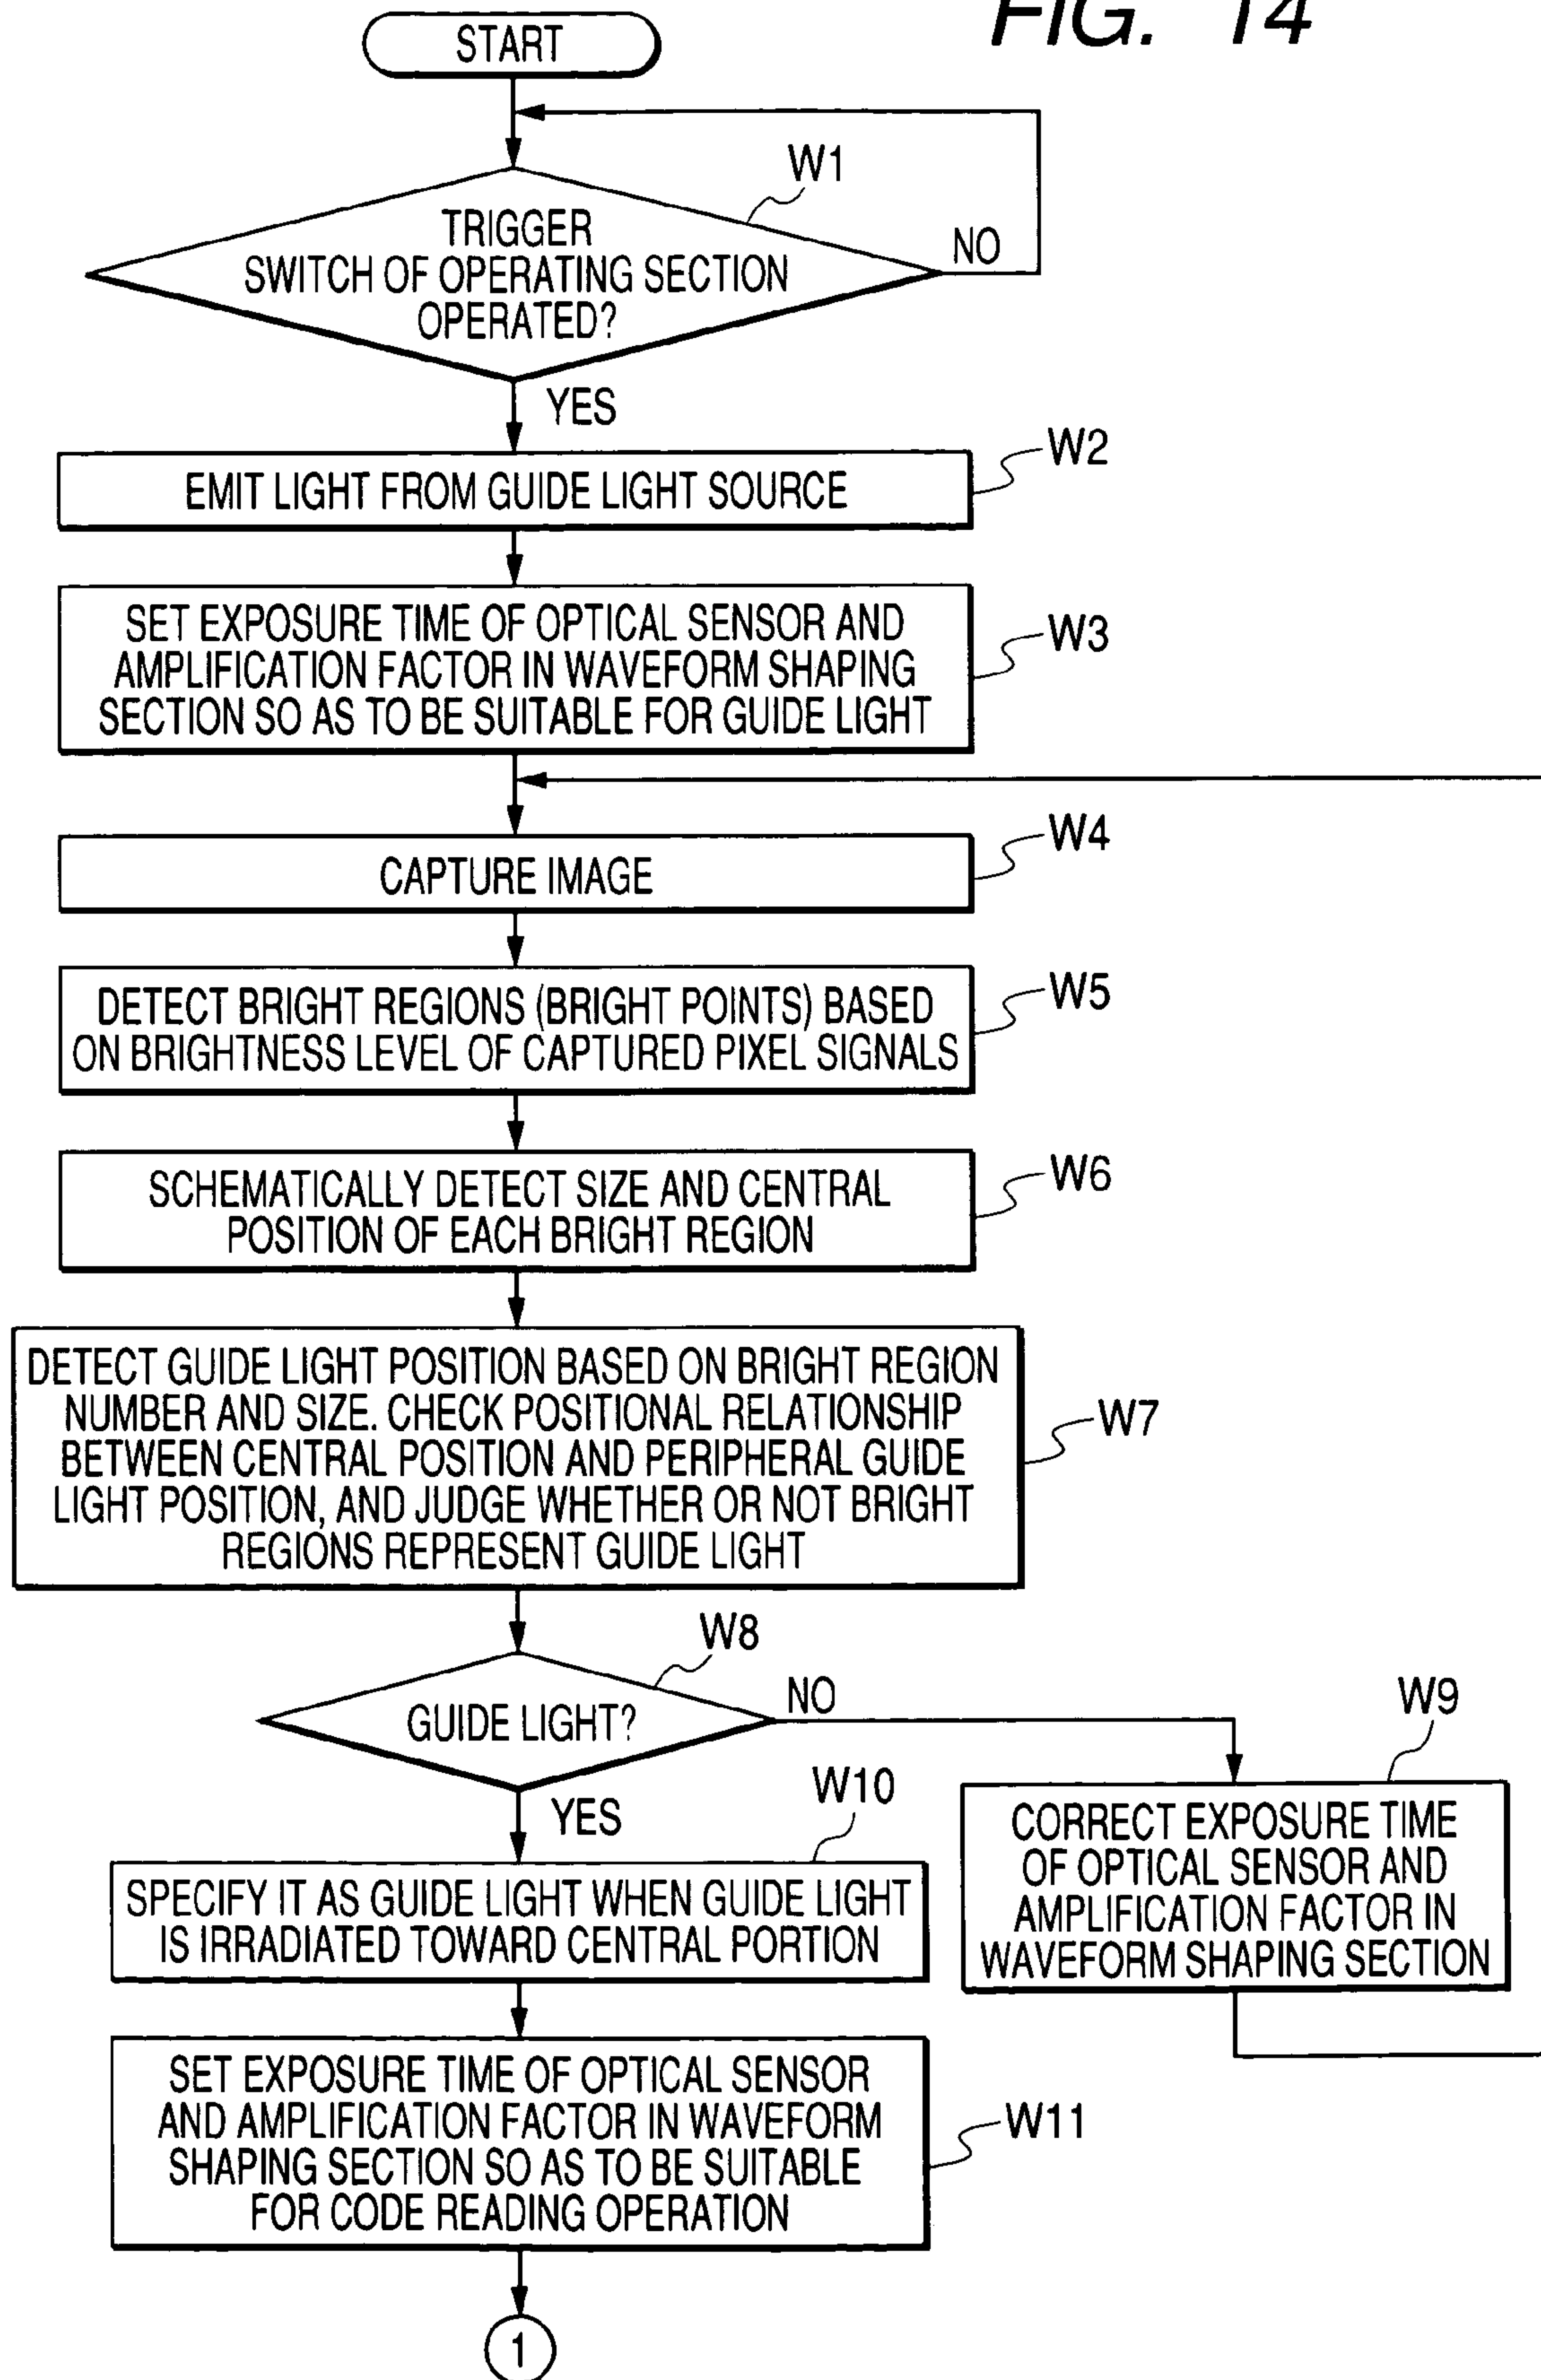 FIG. 14
START
W1
TRIGGER
SWITCH OF OPERATING SECTION
OPERATED?
NO
YES
W2
EMIT LIGHT FROM GUIDE LIGHT SOURCE
W3
SET EXPOSURE TIME OF OPTICAL SENSOR AND
AMPLIFICATION FACTOR IN WAVEFORM SHAPING
SECTION SO AS TO BE SUITABLE FOR GUIDE LIGHT
W4
CAPTURE IMAGE
W5
DETECT BRIGHT REGIONS (BRIGHT POINTS) BASED
ON BRIGHTNESS LEVEL OF CAPTURED PIXEL SIGNALS
W6
SCHEMATICALLY DETECT SIZE AND CENTRAL
POSITION OF EACH BRIGHT REGION
W7
DETECT GUIDE LIGHT POSITION BASED ON BRIGHT REGION
NUMBER AND SIZE. CHECK POSITIONAL RELATIONSHIP
BETWEEN CENTRAL POSITION AND PERIPHERAL GUIDE
LIGHT POSITION, AND JUDGE WHETHER OR NOT BRIGHT
REGIONS REPRESENT GUIDE LIGHT
W8
GUIDE LIGHT?
NO
YES
W9
CORRECT EXPOSURE TIME
OF OPTICAL SENSOR AND
AMPLIFICATION FACTOR IN
WAVEFORM SHAPING SECTION
W10
SPECIFY IT AS GUIDE LIGHT WHEN GUIDE LIGHT
IS IRRADIATED TOWARD CENTRAL PORTION
W11
SET EXPOSURE TIME OF OPTICAL SENSOR
AND AMPLIFICATION FACTOR IN WAVEFORM
SHAPING SECTION SO AS TO BE SUITABLE
FOR CODE READING OPERATION
1